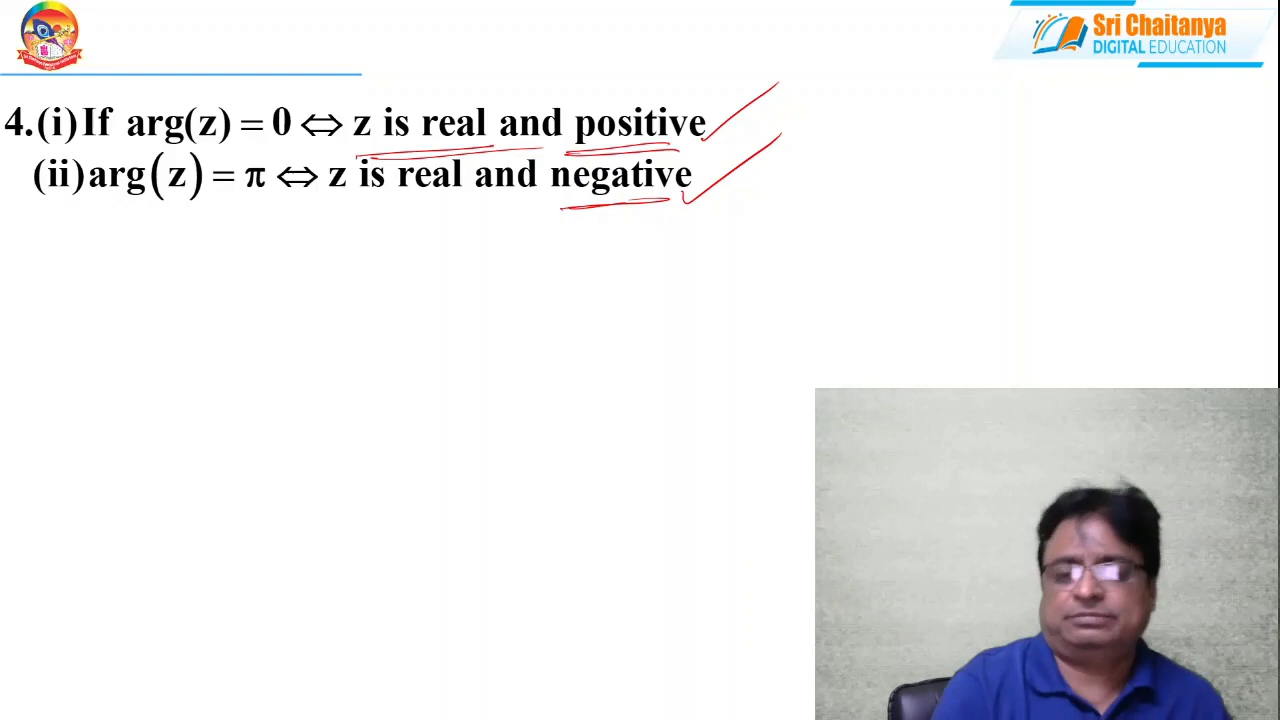 Sri Chaitanya
DIGITAL EDUCATION
4.(i)If arg(z) = 0 ⇔ z is real and positive
(ii)arg(z) = π ⇔ z is real and negative